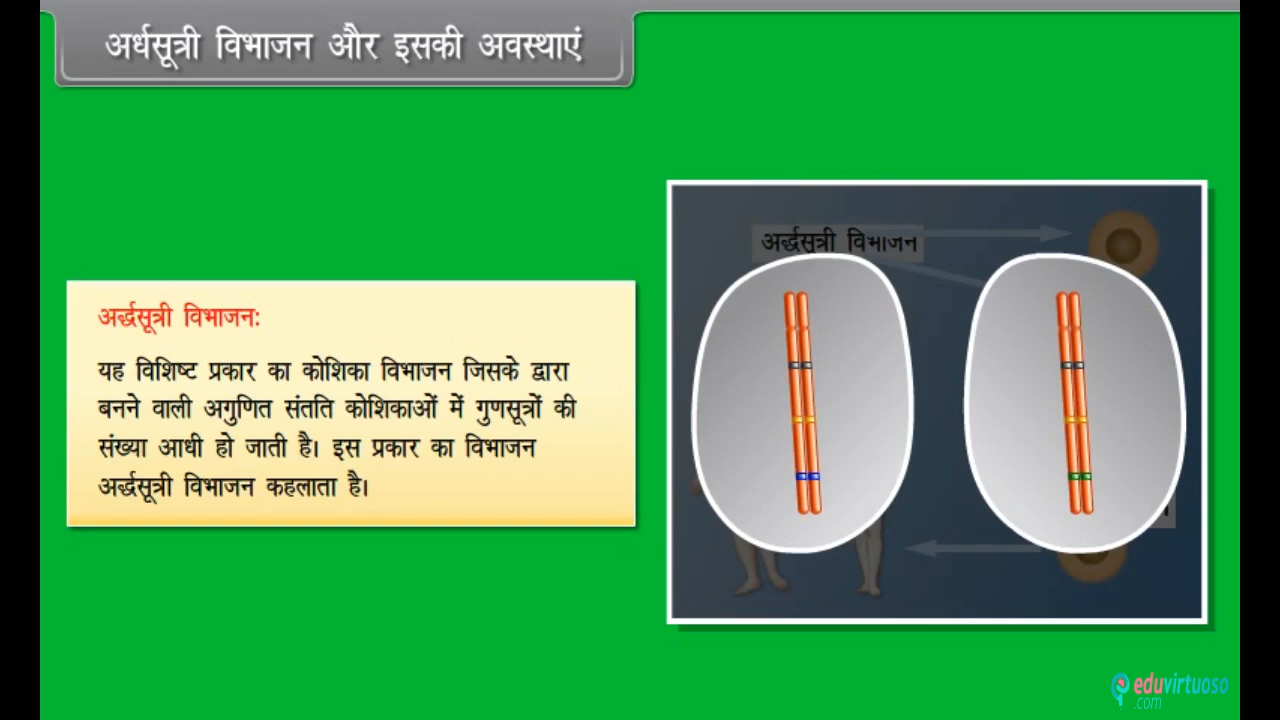 अर्धसूत्री विभाजन और इसकी अवस्थाएं
अर्द्धसूत्री विभाजन
अर्द्धसूत्री विभाजन:
यह विशिष्ट प्रकार का कोशिका विभाजन जिसके द्वारा
बनने वाली अगुणित संतति कोशिकाओं में गुणसूत्रों की
संख्या आधी हो जाती है। इस प्रकार का विभाजन
अर्द्धसूत्री विभाजन कहलाता है।
eduvirtuoso
.com